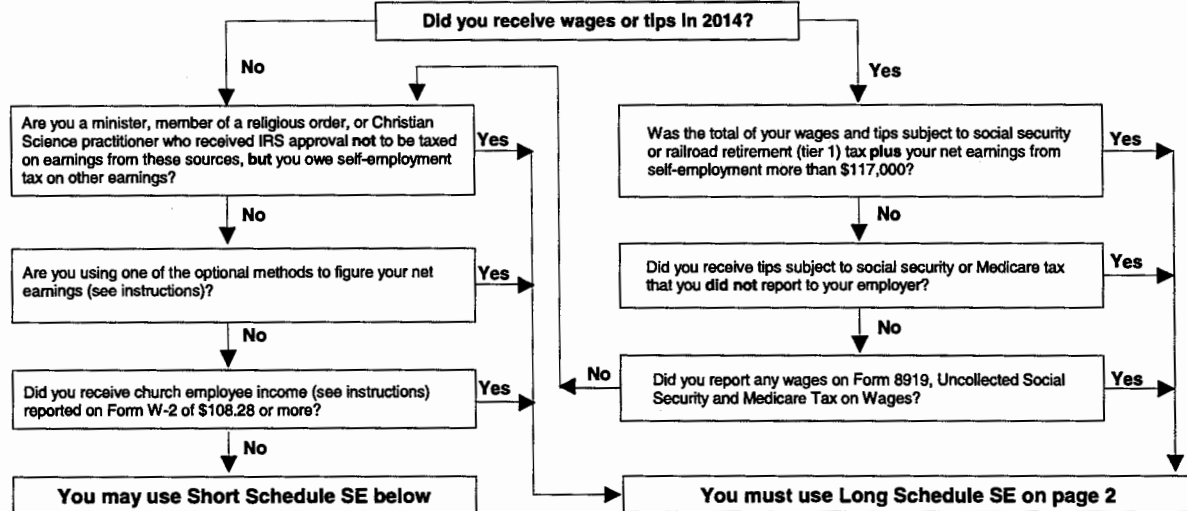 Did you receive wages or tips in 2014?
No
Yes
Are you a minister, member of a religious order, or Christian
Science practitioner who received IRS approval not to be taxed
on earnings from these sources, but you owe self-employment
tax on other earnings?
Yes
Was the total of your wages and tips subject to social security
or railroad retirement (tier 1) tax plus your net earnings from
self-employment more than $117,000?
Yes
No
No
Are you using one of the optional methods to figure your net
earnings (see instructions)?
Yes
Did you receive tips subject to social security or Medicare tax
that you did not report to your employer?
Yes
No
No
Did you receive church employee income (see instructions)
reported on Form W-2 of $108.28 or more?
Yes
No
Did you report any wages on Form 8919, Uncollected Social
Security and Medicare Tax on Wages?
Yes
No
You may use Short Schedule SE below
You must use Long Schedule SE on page 2